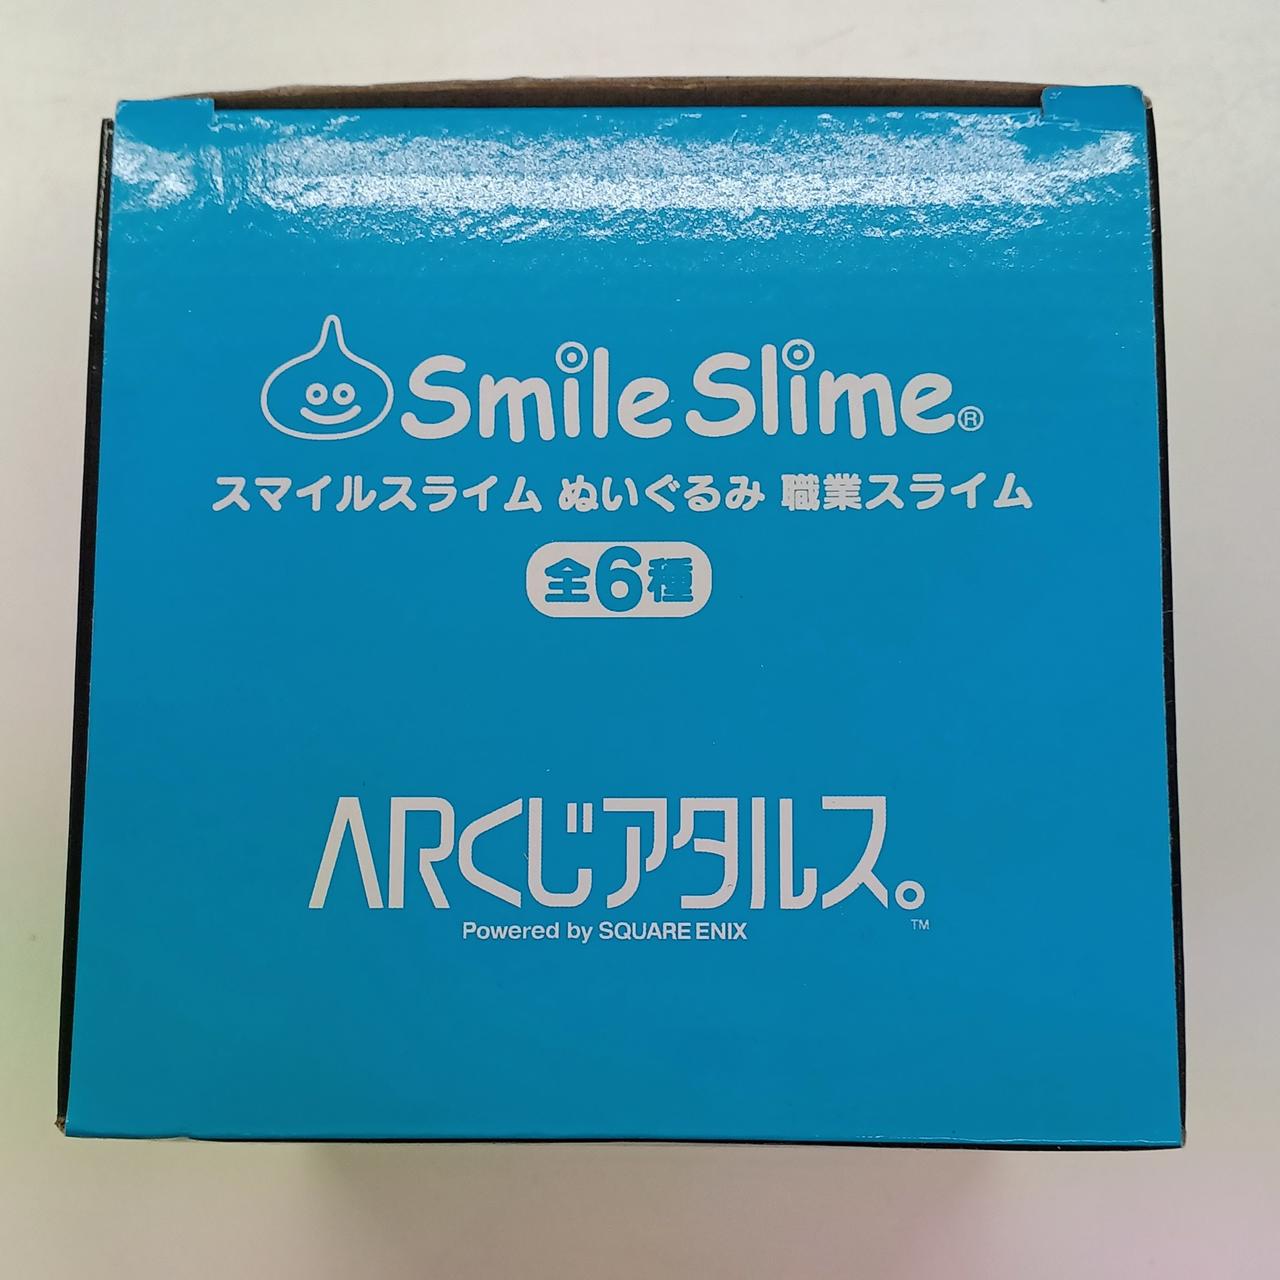 Smile Slime®
スマイルスライム ぬいぐるみ 職業スライム
全6種
ARくじアタルス。™
Powered by SQUARE ENIX